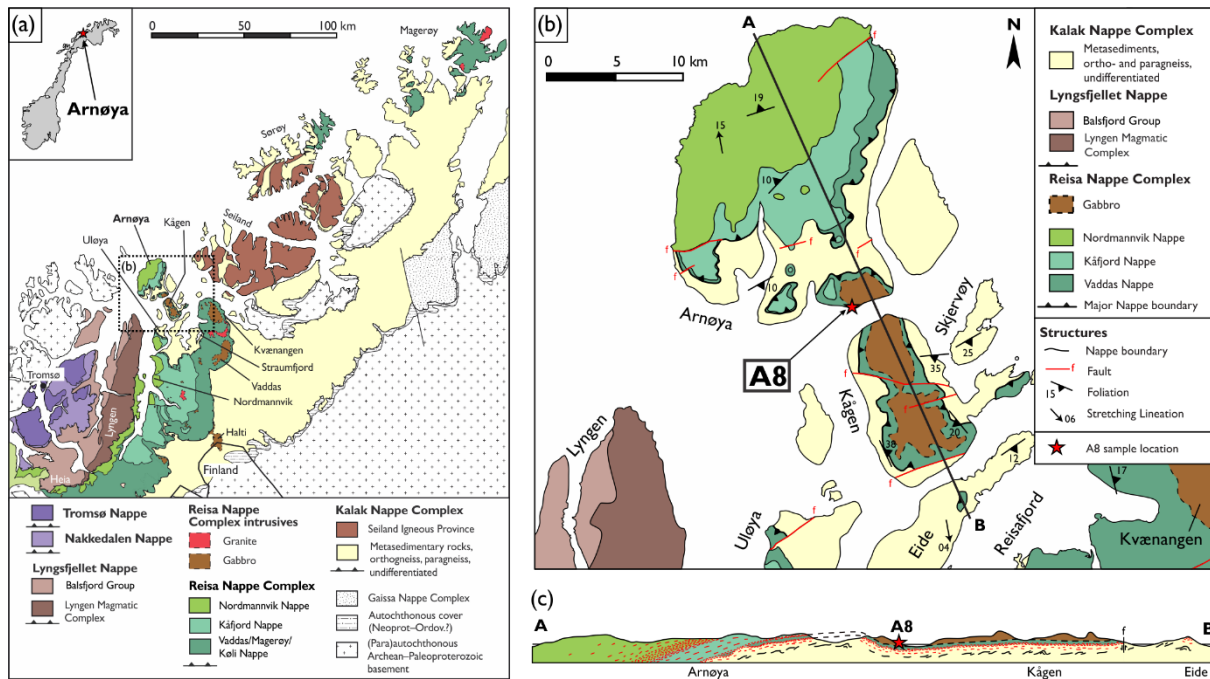 (a)
Arnøya
0 50 100 km
Magerøy
Sørøy
Seiland
Arnøya
Kågen
Uløya
(b)
Kvænangen
Straumfjord
Vaddas
Nordmannvik
Tromsø
Lyngen
Halti
Heia
Finland
Tromsø Nappe
Nakkedalen Nappe
Lyngsfjellet Nappe
Balsfjord Group
Lyngen Magmatic
Complex
Reisa Nappe
Complex intrusives
Granite
Gabbro
Reisa Nappe Complex
Nordmannvik Nappe
Kåfjord Nappe
Vaddas/Magerøy/
Køli Nappe
Kalak Nappe Complex
Seiland Igneous Province
Metasedimentary rocks,
orthogneiss, paragneiss,
undifferentiated
Gaissa Nappe Complex
Autochthonous cover
(Neoprot–Ordov.?)
(Para)autochthonous
Archean–Paleoproterozoic
basement
(b)
A
N
0 5 10 km
f
19
15
10
f
f
f
f
f
10
Arnøya
A8
Skjervøy
35
25
f
Kågen
f
20
38
f
12
Lyngen
B
Uløya
f
Eide
04
Reisafjord
17
Kvænangen
Kalak Nappe Complex
Metasediments,
ortho- and paragneiss,
undifferentiated
Lyngsfjellet Nappe
Balsfjord Group
Lyngen Magmatic
Complex
Reisa Nappe Complex
Gabbro
Nordmannvik Nappe
Kåfjord Nappe
Vaddas Nappe
Major Nappe boundary
Structures
Nappe boundary
f Fault
15 Foliation
06 Stretching Lineation
A8 sample location
(c)
A A8 f B
Arnøya Kågen Eide